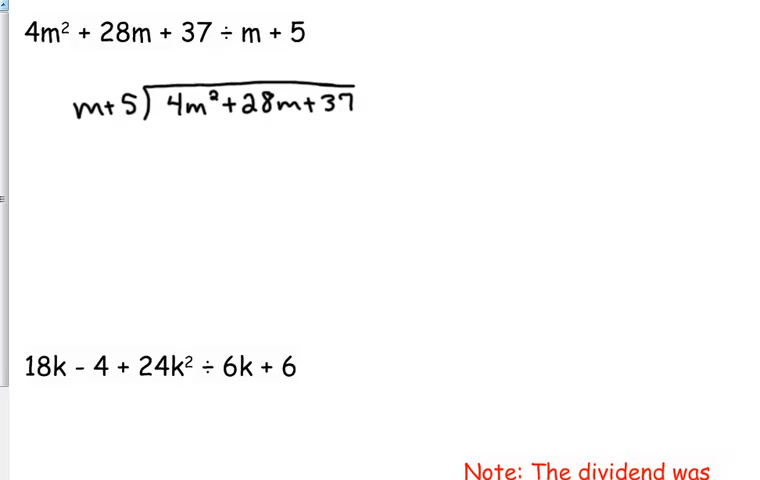 4m² + 28m + 37 ÷ m + 5
m+5) 4m²+28m+37
18k - 4 + 24k² ÷ 6k + 6
Note: The dividend was